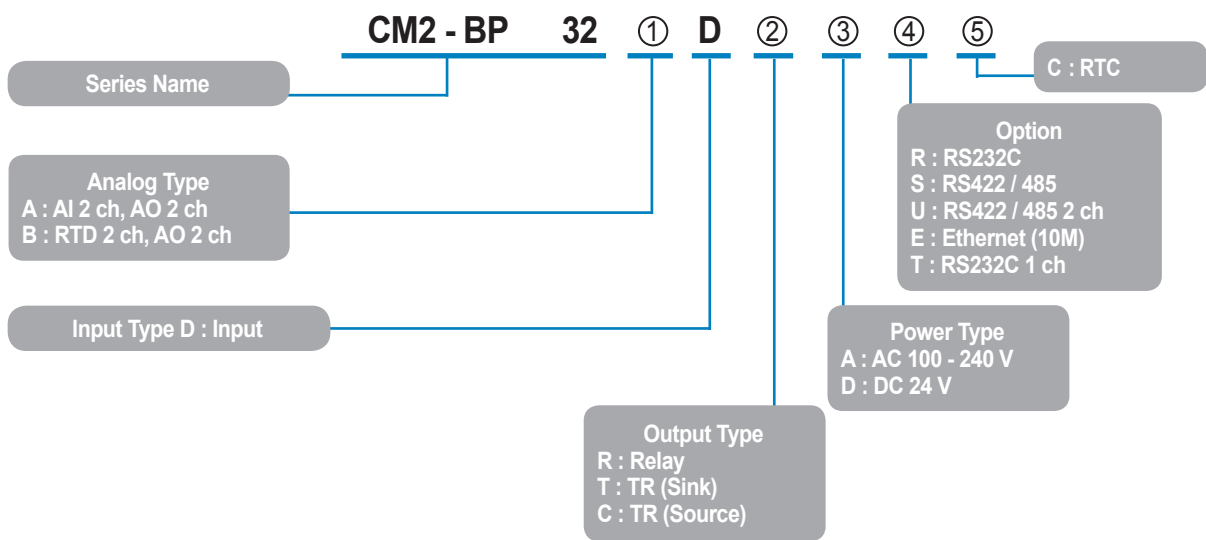 CM2 - BP 32 ① D ② ③ ④ ⑤
Series Name
C : RTC
Option
R : RS232C
S : RS422 / 485
U : RS422 / 485 2 ch
E : Ethernet (10M)
T : RS232C 1 ch
Analog Type
A : AI 2 ch, AO 2 ch
B : RTD 2 ch, AO 2 ch
Input Type D : Input
Power Type
A : AC 100 - 240 V
D : DC 24 V
Output Type
R : Relay
T : TR (Sink)
C : TR (Source)